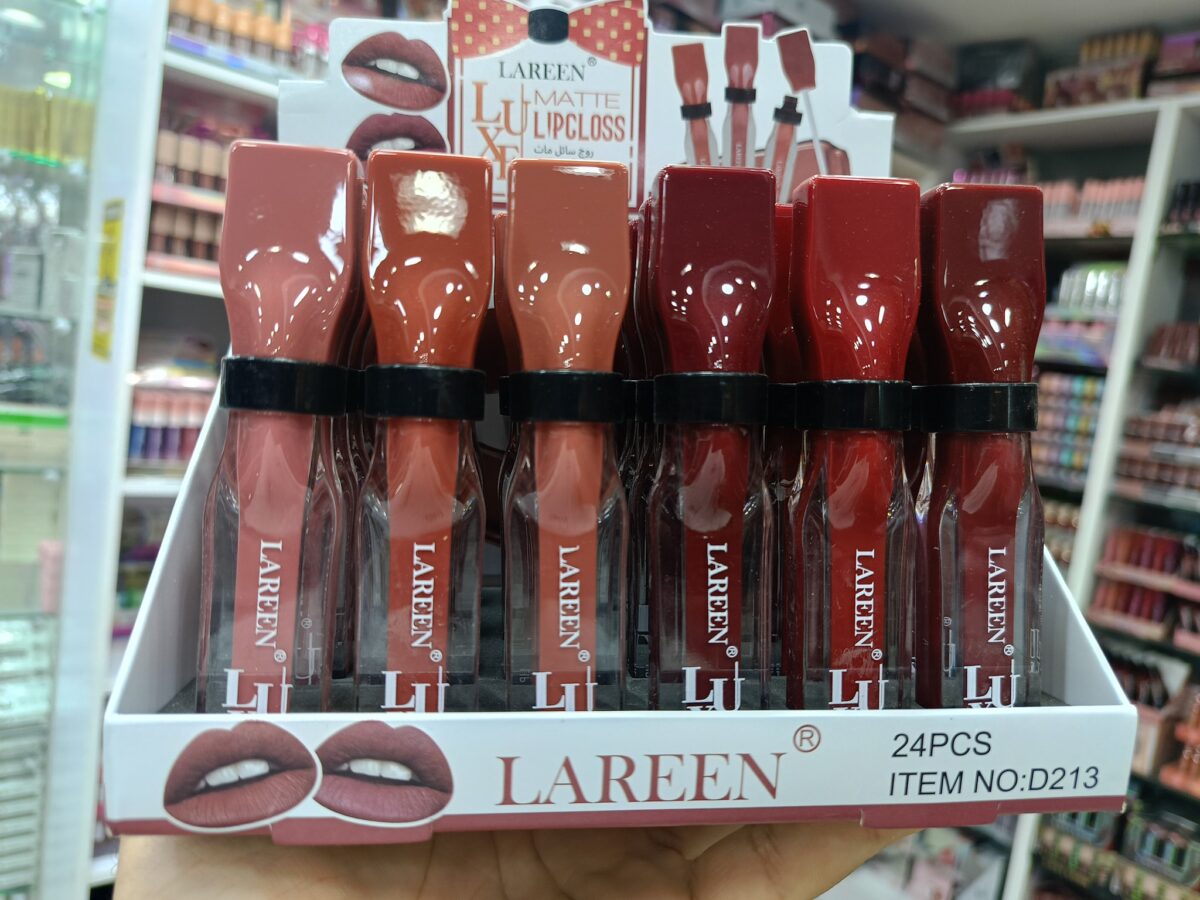 LAREEN®
LUXE
MATTE
LIPGLOSS
روج سائل مات
LAREEN®
LU
LAREEN®
LU
LAREEN®
LU
LAREEN®
LU
LAREEN®
LU
LAREEN®
LU
LAREEN®
24PCS
ITEM NO:D213